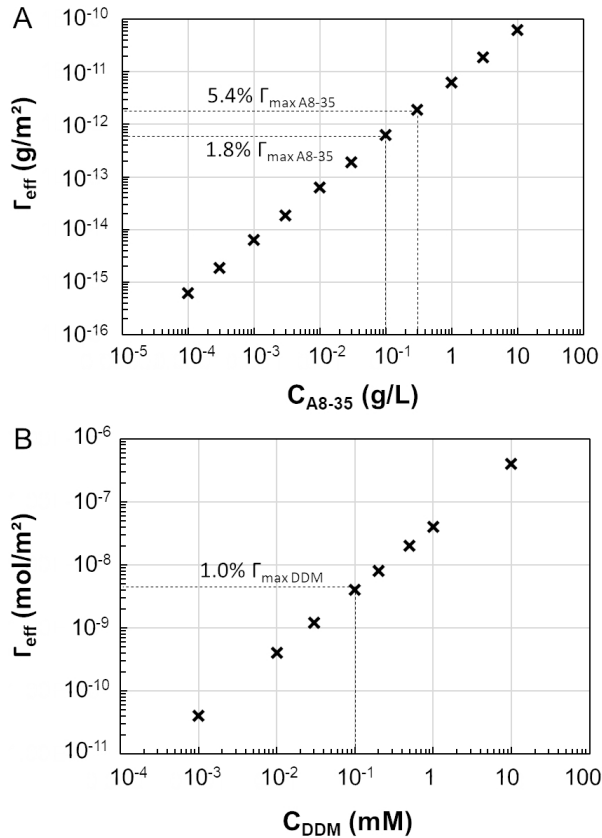 A
Γeff (g/m²)
10⁻¹⁰
10⁻¹¹
5.4% Γmax A8-35
10⁻¹²
1.8% Γmax A8-35
10⁻¹³
10⁻¹⁴
10⁻¹⁵
10⁻¹⁶
10⁻⁵ 10⁻⁴ 10⁻³ 10⁻² 10⁻¹ 1 10 100
CA8-35 (g/L)
B
Γeff (mol/m²)
10⁻⁶
10⁻⁷
10⁻⁸
1.0% Γmax DDM
10⁻⁹
10⁻¹⁰
10⁻¹¹
10⁻⁴ 10⁻³ 10⁻² 10⁻¹ 1 10 100
CDDM (mM)